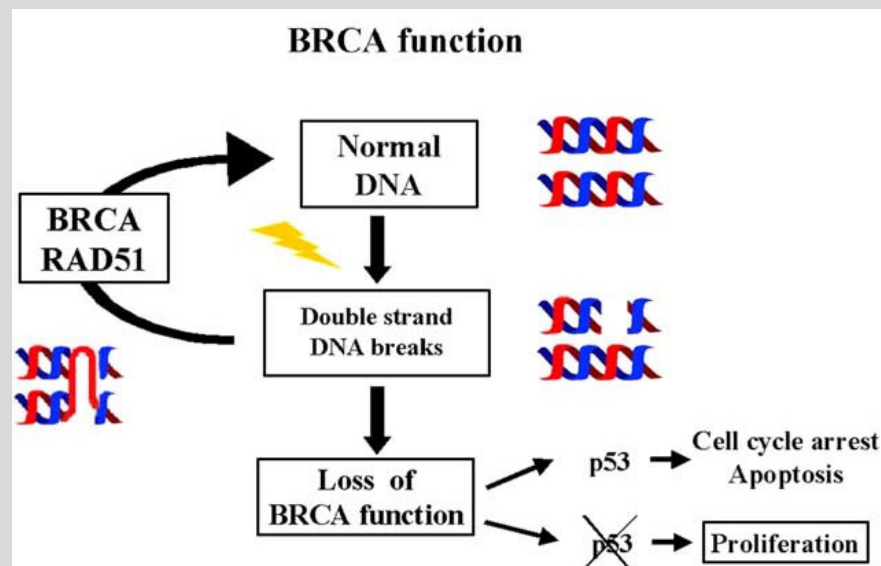 BRCA function
Normal
DNA
BRCA
RAD51
Double strand
DNA breaks
Loss of
BRCA function
p53
Cell cycle arrest
Apoptosis
p53
Proliferation